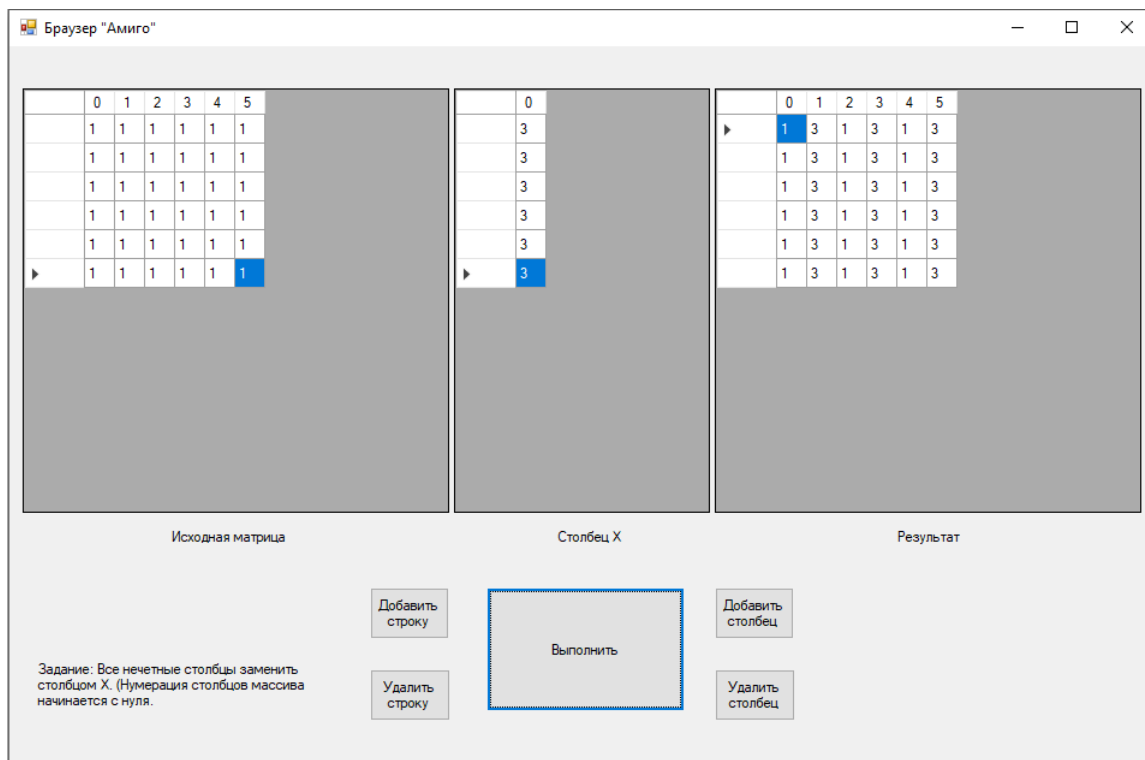 Браузер "Амиго"
0 1 2 3 4 5
1 1 1 1 1 1
1 1 1 1 1 1
1 1 1 1 1 1
1 1 1 1 1 1
1 1 1 1 1 1
1 1 1 1 1 1
0
3
3
3
3
3
3
0 1 2 3 4 5
1 3 1 3 1 3
1 3 1 3 1 3
1 3 1 3 1 3
1 3 1 3 1 3
1 3 1 3 1 3
1 3 1 3 1 3
Исходная матрица
Столбец X
Результат
Добавить
строку
Выполнить
Добавить
столбец
Задание: Все нечетные столбцы заменить
столбцом X. (Нумерация столбцов массива
начинается с нуля.
Удалить
строку
Удалить
столбец